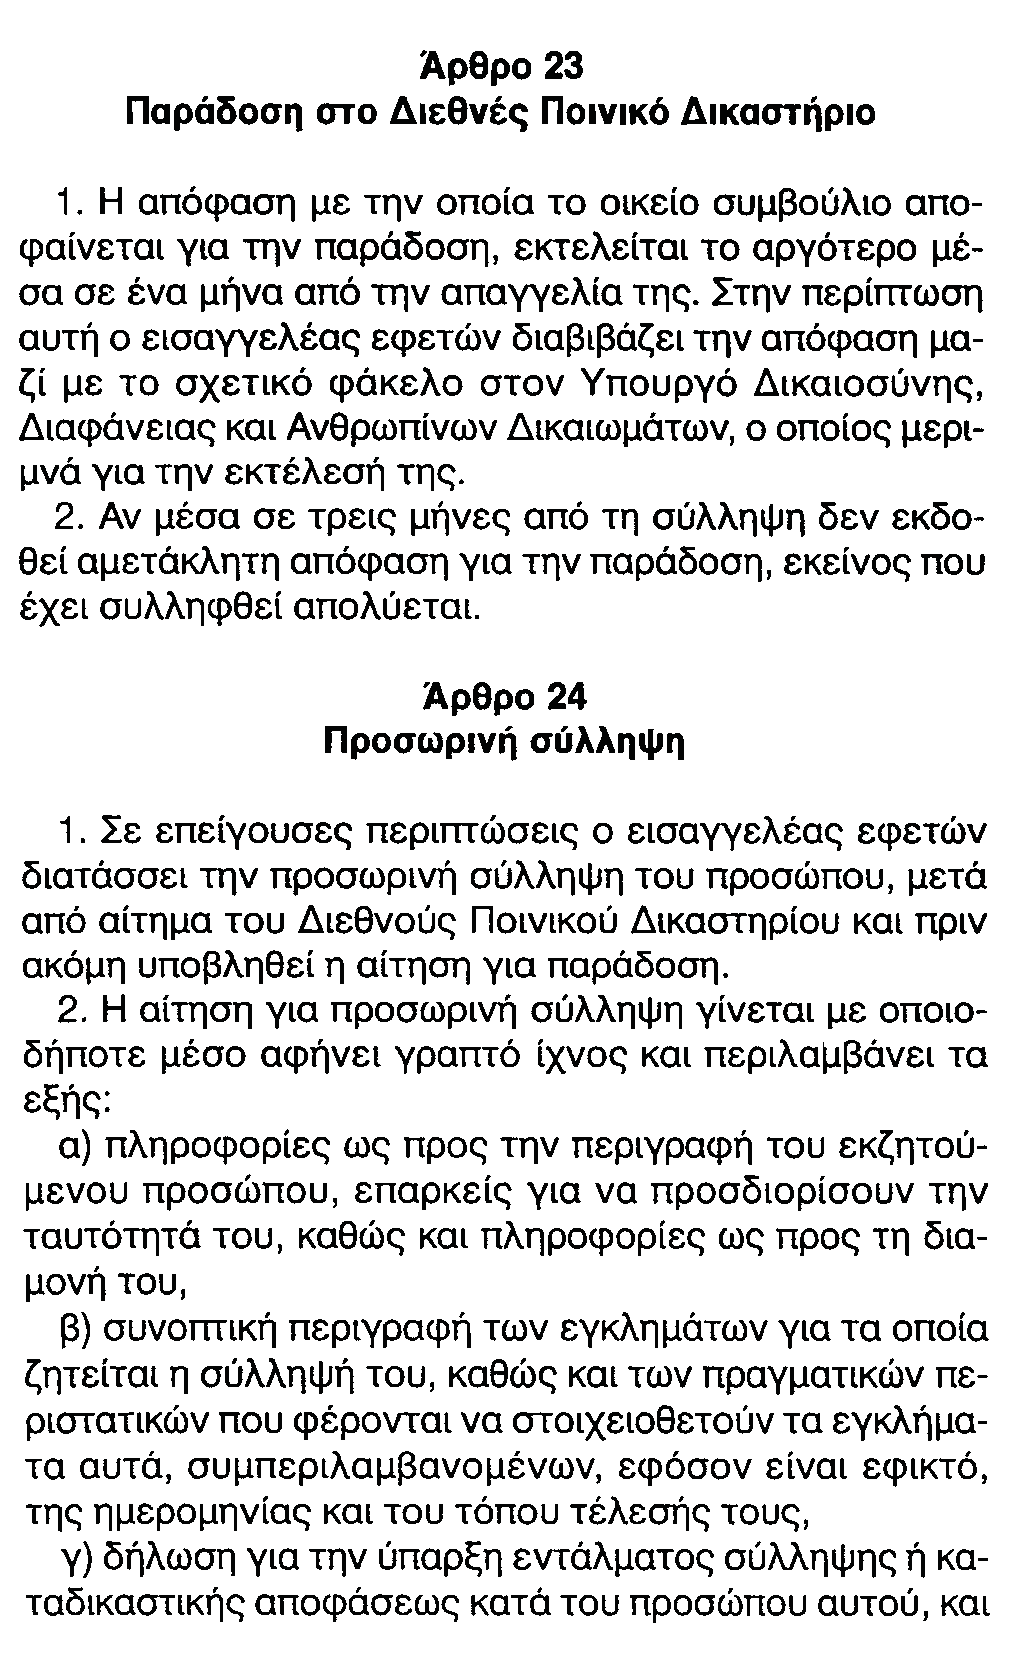 Άρθρο 23
Παράδοση στο Διεθνές Ποινικό Δικαστήριο
1. Η απόφαση με την οποία το οικείο συμβούλιο απο-
φαίνεται για την παράδοση, εκτελείται το αργότερο μέ-
σα σε ένα μήνα από την απαγγελία της. Στην περίπτωση
αυτή ο εισαγγελέας εφετών διαβιβάζει την απόφαση μα-
ζί με το σχετικό φάκελο στον Υπουργό Δικαιοσύνης,
Διαφάνειας και Ανθρωπίνων Δικαιωμάτων, ο οποίος μερι-
μνά για την εκτέλεσή της.
2. Αν μέσα σε τρεις μήνες από τη σύλληψη δεν εκδο-
θεί αμετάκλητη απόφαση για την παράδοση, εκείνος που
έχει συλληφθεί απολύεται.
Άρθρο 24
Προσωρινή σύλληψη
1. Σε επείγουσες περιπτώσεις ο εισαγγελέας εφετών
διατάσσει την προσωρινή σύλληψη του προσώπου, μετά
από αίτημα του Διεθνούς Ποινικού Δικαστηρίου και πριν
ακόμη υποβληθεί η αίτηση για παράδοση.
2. Η αίτηση για προσωρινή σύλληψη γίνεται με οποιο-
δήποτε μέσο αφήνει γραπτό ίχνος και περιλαμβάνει τα
εξής:
α) πληροφορίες ως προς την περιγραφή του εκζητού-
μενου προσώπου, επαρκείς για να προσδιορίσουν την
ταυτότητά του, καθώς και πληροφορίες ως προς τη δια-
μονή του,
β) συνοπτική περιγραφή των εγκλημάτων για τα οποία
ζητείται η σύλληψή του, καθώς και των πραγματικών πε-
ριστατικών που φέρονται να στοιχειοθετούν τα εγκλήμα-
τα αυτά, συμπεριλαμβανομένων, εφόσον είναι εφικτό,
της ημερομηνίας και του τόπου τέλεσής τους,
γ) δήλωση για την ύπαρξη εντάλματος σύλληψης ή κα-
ταδικαστικής αποφάσεως κατά του προσώπου αυτού, και